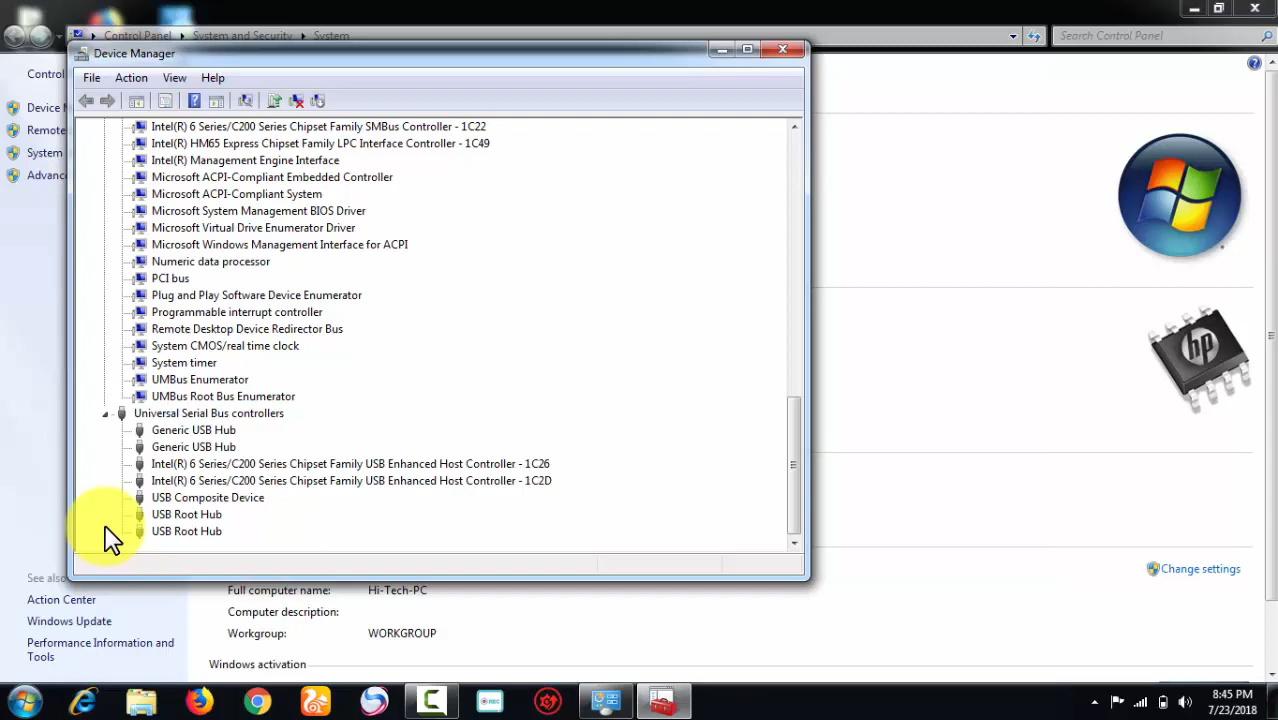 Control Panel System and Security System
Search Control Panel
Device Manager
File Action View Help
Control
Device M
Remote
System
Advanc
Intel(R) 6 Series/C200 Series Chipset Family SMBus Controller - 1C22
Intel(R) HM65 Express Chipset Family LPC Interface Controller - 1C49
Intel(R) Management Engine Interface
Microsoft ACPI-Compliant Embedded Controller
Microsoft ACPI-Compliant System
Microsoft System Management BIOS Driver
Microsoft Virtual Drive Enumerator Driver
Microsoft Windows Management Interface for ACPI
Numeric data processor
PCI bus
Plug and Play Software Device Enumerator
Programmable interrupt controller
Remote Desktop Device Redirector Bus
System CMOS/real time clock
System timer
UMBus Enumerator
UMBus Root Bus Enumerator
Universal Serial Bus controllers
Generic USB Hub
Generic USB Hub
Intel(R) 6 Series/C200 Series Chipset Family USB Enhanced Host Controller - 1C26
Intel(R) 6 Series/C200 Series Chipset Family USB Enhanced Host Controller - 1C2D
USB Composite Device
USB Root Hub
USB Root Hub
hp
Change settings
See also
Action Center
Windows Update
Performance Information and
Tools
Full computer name: Hi-Tech-PC
Computer description:
Workgroup: WORKGROUP
Windows activation
REC
8:45 PM
7/23/2018